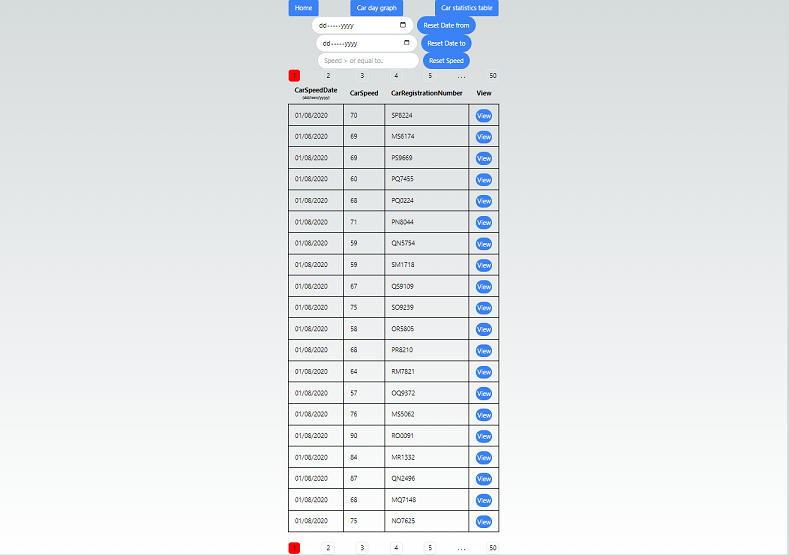 Home Car day graph Car statistics table
dd-----yyyy Reset Date from
dd-----yyyy Reset Date to
Speed > or equal to.. Reset Speed
1 2 3 4 5 ... 50
CarSpeedDate CarSpeed CarRegistrationNumber View
(dd/mm/yyyy)
01/08/2020 70 SP8224 View
01/08/2020 69 MS6174 View
01/08/2020 69 PS9669 View
01/08/2020 60 PQ7455 View
01/08/2020 68 PQ0224 View
01/08/2020 71 PN8044 View
01/08/2020 59 QN5754 View
01/08/2020 59 SM1718 View
01/08/2020 67 QS9109 View
01/08/2020 75 SO9239 View
01/08/2020 58 OR5805 View
01/08/2020 68 PR8210 View
01/08/2020 64 RM7821 View
01/08/2020 57 OQ9372 View
01/08/2020 76 MS5062 View
01/08/2020 90 RO0091 View
01/08/2020 84 MR1332 View
01/08/2020 87 QN2496 View
01/08/2020 68 MQ7148 View
01/08/2020 75 NO7625 View
1 2 3 4 5 ... 50